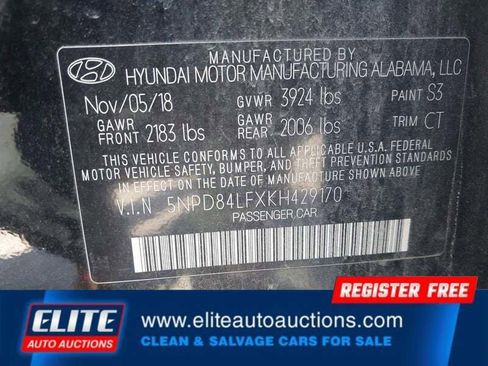 MANUFACTURED BY
HYUNDAI MOTOR MANUFACTURING ALABAMA, LLC
Nov/05/18 GVWR 3924 lbs PAINT S3
GAWR FRONT 2183 lbs GAWR REAR 2006 lbs TRIM CT
THIS VEHICLE CONFORMS TO ALL APPLICABLE U.S.A. FEDERAL
MOTOR VEHICLE SAFETY, BUMPER, AND THEFT PREVENTION STANDARDS
IN EFFECT ON THE DATE OF MANUFACTURE SHOWN ABOVE.
V.I.N 5NPD84LFXKH429170
PASSENGER CAR
REGISTER FREE
ELITE
AUTO AUCTIONS
www.eliteautoauctions.com
CLEAN & SALVAGE CARS FOR SALE